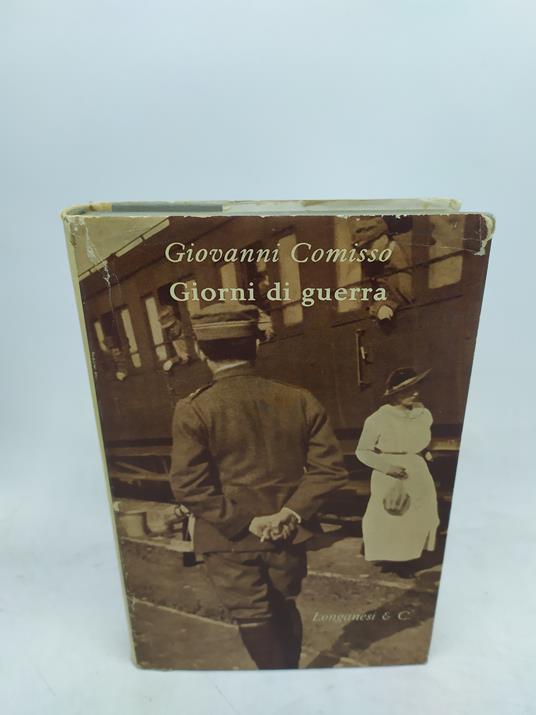 Giovanni Comisso
Giorni di guerra
Longanesi & C.